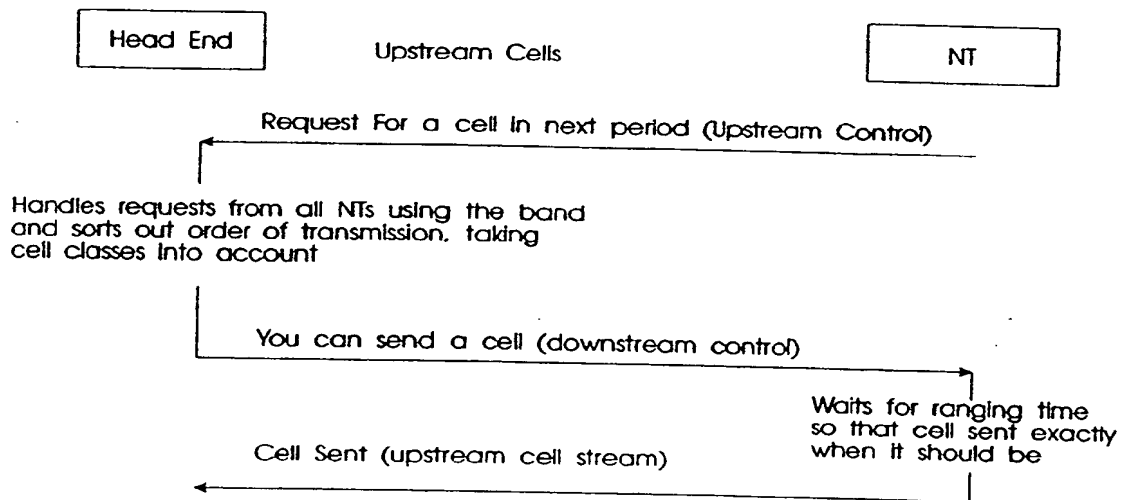 Head End
Upstream Cells
NT
Request For a cell in next period (Upstream Control)
Handles requests from all NTs using the band
and sorts out order of transmission. taking
cell classes into account
You can send a cell (downstream control)
Waits for ranging time
so that cell sent exactly
when it should be
Cell Sent (upstream cell stream)